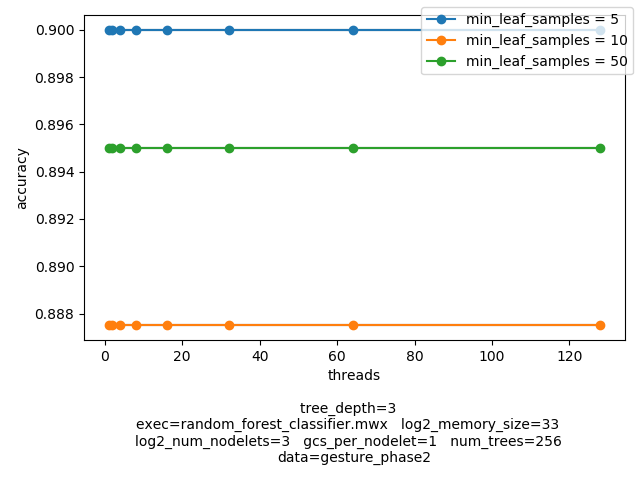 min_leaf_samples = 5
min_leaf_samples = 10
min_leaf_samples = 50
0.900
0.898
0.896
0.894
0.892
0.890
0.888
accuracy
0 20 40 60 80 100 120
threads
tree_depth=3
exec=random_forest_classifier.mwx log2_memory_size=33
log2_num_nodelets=3 gcs_per_nodelet=1 num_trees=256
data=gesture_phase2